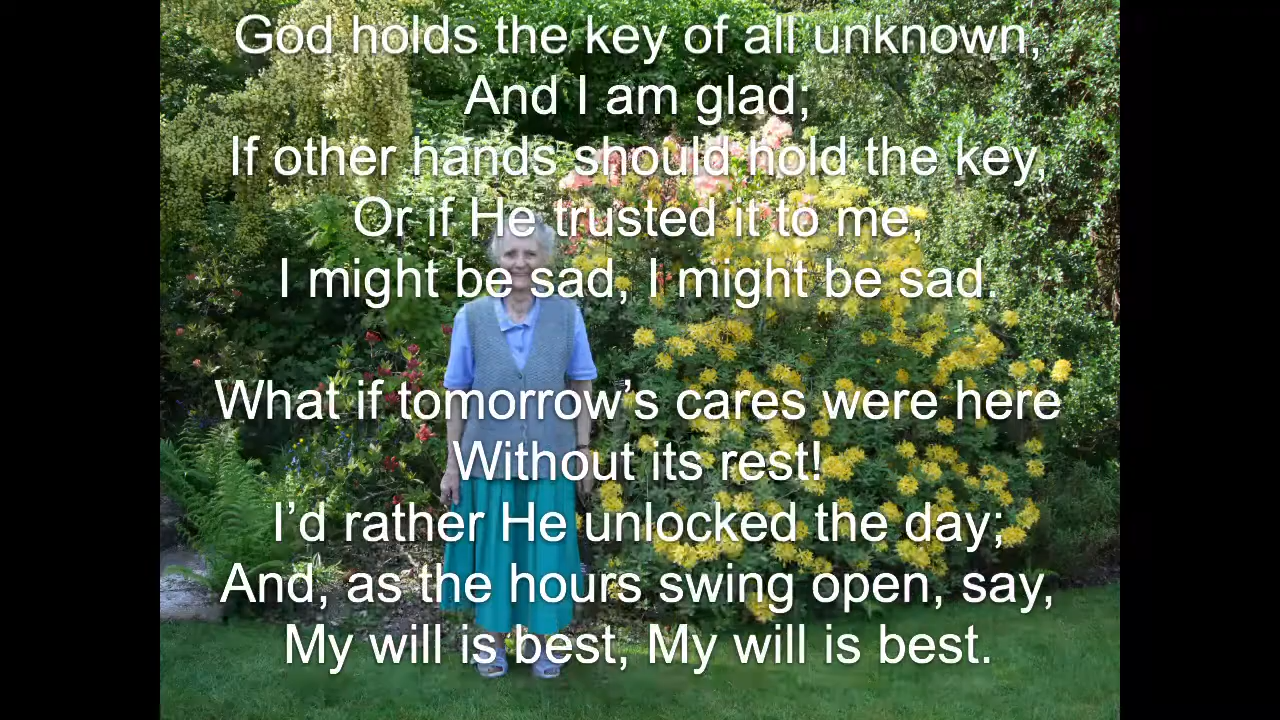 God holds the key of all unknown,
And I am glad;
If other hands should hold the key,
Or if He trusted it to me,
I might be sad, I might be sad.
What if tomorrow’s cares were here
Without its rest!
I’d rather He unlocked the day;
And, as the hours swing open, say,
My will is best, My will is best.